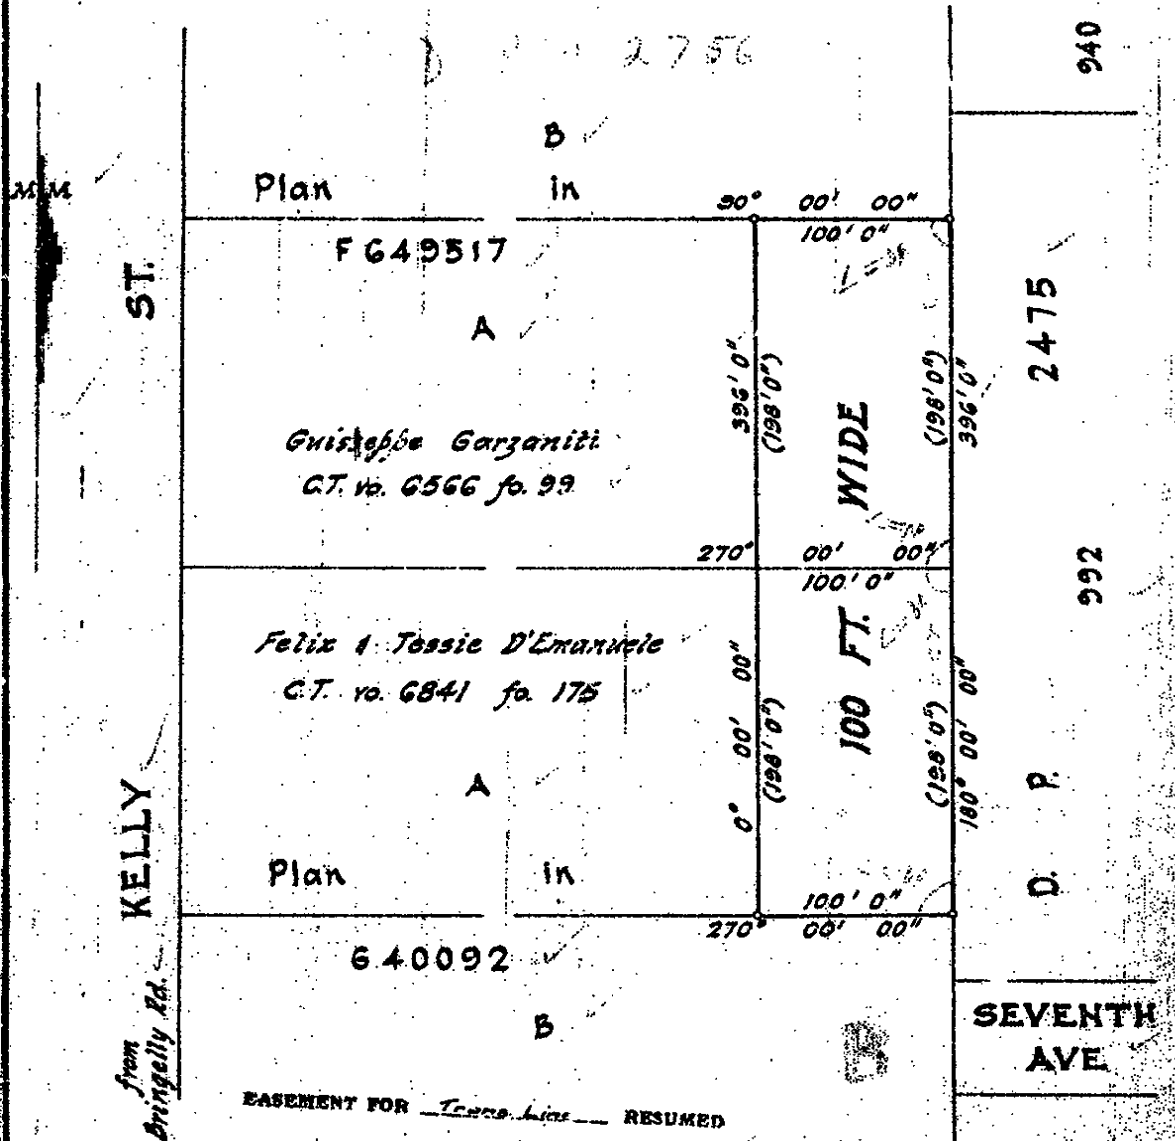 2756
940
B
M M
Plan in
90° 00' 00"
100' 0"
F 649517
ST.
2475
A
396' 0"
(198' 0")
(198' 0")
396' 0"
WIDE
Guiseppe Garzaniti
C.T. vo. 6566 fo. 99
270° 00' 00"
100' 0"
992
100 FT.
Felix & Tessie D'Emanuele
C.T. vo. 6841 fo. 175
0° 00' 00"
(198' 0")
(198' 0")
180° 00' 00"
A
D. P.
KELLY
Plan in
100' 0"
270° 00' 00"
640092
from
Bringelly Rd.
B
SEVENTH
AVE
EASEMENT FOR Trans. Line RESUMED